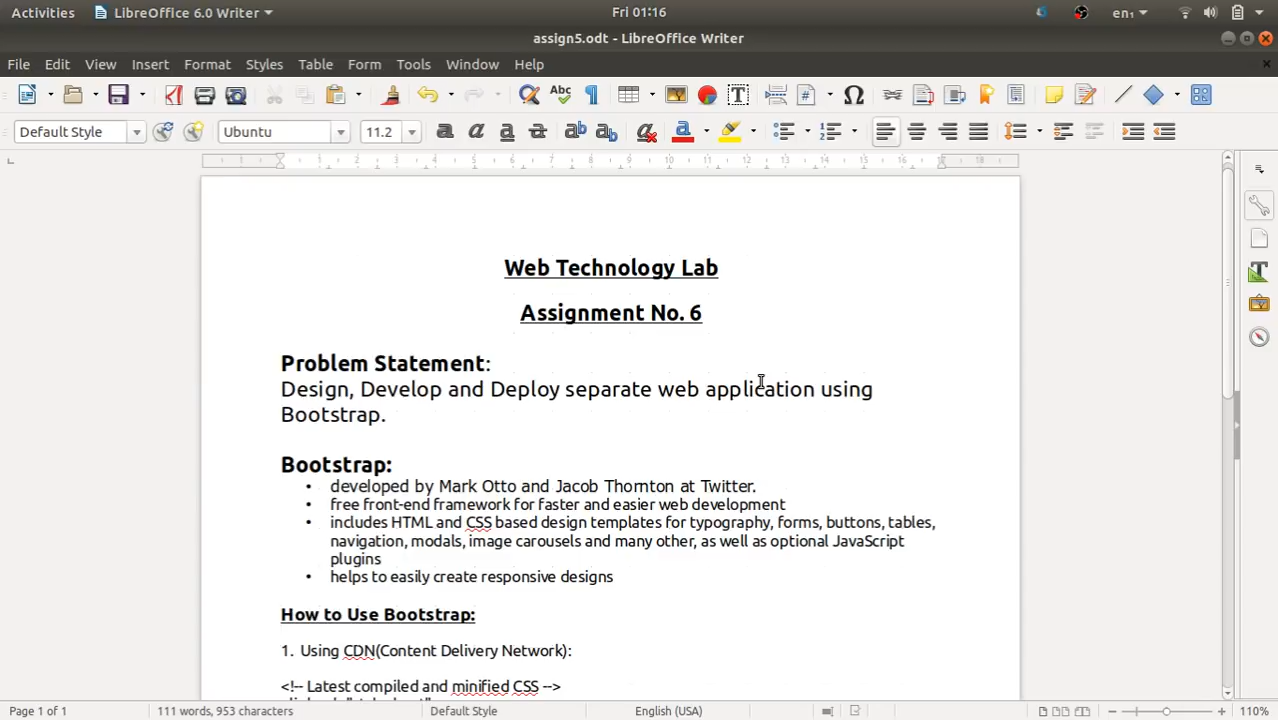 Activities LibreOffice 6.0 Writer Fri 01:16 en₁
assign5.odt - LibreOffice Writer
File Edit View Insert Format Styles Table Form Tools Window Help
Default Style Ubuntu 11.2
Web Technology Lab
Assignment No. 6
Problem Statement:
Design, Develop and Deploy separate web application using
Bootstrap.
Bootstrap:
• developed by Mark Otto and Jacob Thornton at Twitter.
• free front-end framework for faster and easier web development
• includes HTML and CSS based design templates for typography, forms, buttons, tables,
navigation, modals, image carousels and many other, as well as optional JavaScript
plugins
• helps to easily create responsive designs
How to Use Bootstrap:
1. Using CDN(Content Delivery Network):
<!-- Latest compiled and minified CSS -->
Page 1 of 1 111 words, 953 characters Default Style English (USA) 110%